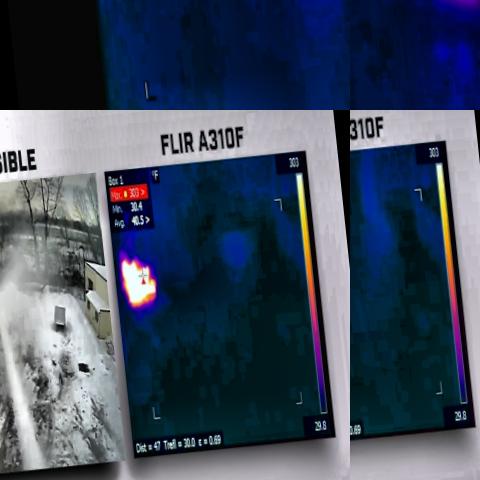 SIBLE
FLIR A310F
310F
Box 1 °F
303
303
Max. 303 >
Min. 30.4
Avg. 40.5 >
29.8
29.8
Dist = 47 Trefl = 30.0 ε = 0.69
0.69